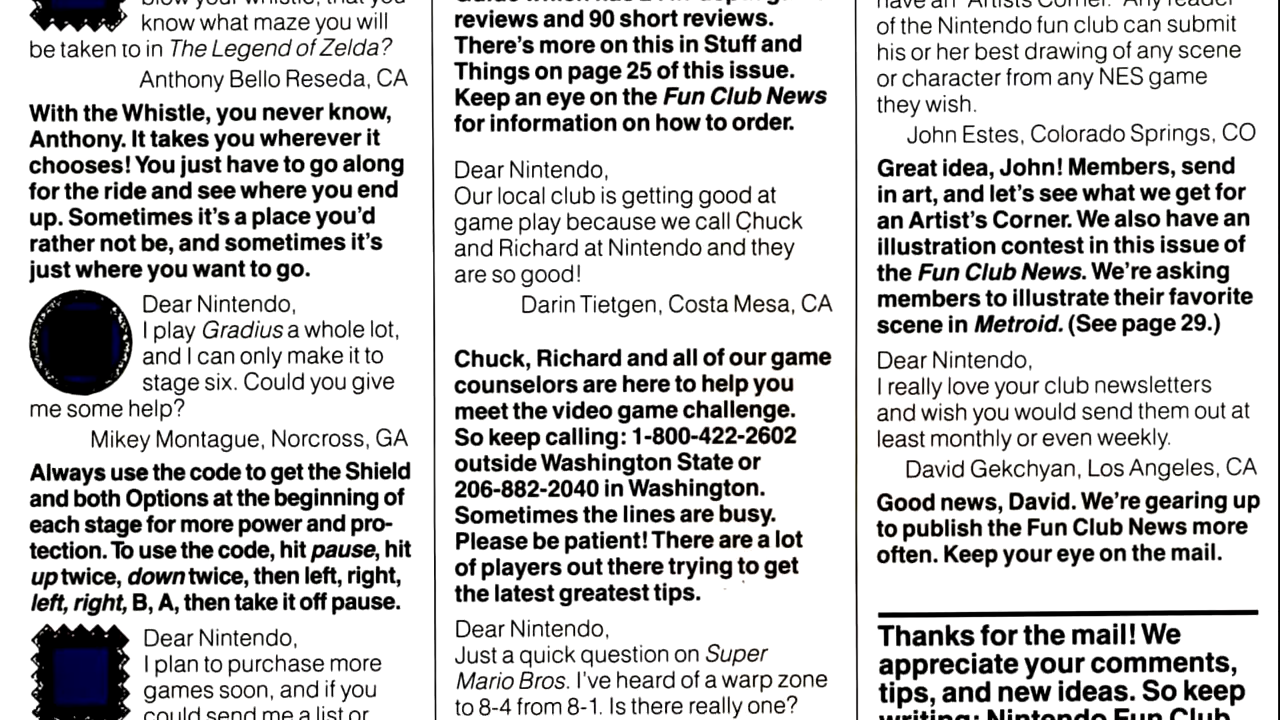 know what maze you will
be taken to in The Legend of Zelda?
Anthony Bello Reseda, CA
With the Whistle, you never know,
Anthony. It takes you wherever it
chooses! You just have to go along
for the ride and see where you end
up. Sometimes it's a place you'd
rather not be, and sometimes it's
just where you want to go.
Dear Nintendo,
I play Gradius a whole lot,
and I can only make it to
stage six. Could you give
me some help?
Mikey Montague, Norcross, GA
Always use the code to get the Shield
and both Options at the beginning of
each stage for more power and pro-
tection. To use the code, hit pause, hit
up twice, down twice, then left, right,
left, right, B, A, then take it off pause.
Dear Nintendo,
I plan to purchase more
games soon, and if you
could send me a list or
reviews and 90 short reviews.
There's more on this in Stuff and
Things on page 25 of this issue.
Keep an eye on the Fun Club News
for information on how to order.
Dear Nintendo,
Our local club is getting good at
game play because we call Chuck
and Richard at Nintendo and they
are so good!
Darin Tietgen, Costa Mesa, CA
Chuck, Richard and all of our game
counselors are here to help you
meet the video game challenge.
So keep calling: 1-800-422-2602
outside Washington State or
206-882-2040 in Washington.
Sometimes the lines are busy.
Please be patient! There are a lot
of players out there trying to get
the latest greatest tips.
Dear Nintendo,
Just a quick question on Super
Mario Bros. I've heard of a warp zone
to 8-4 from 8-1. Is there really one?
have an "Artists Corner." Any reader
of the Nintendo fun club can submit
his or her best drawing of any scene
or character from any NES game
they wish.
John Estes, Colorado Springs, CO
Great idea, John! Members, send
in art, and let's see what we get for
an Artist's Corner. We also have an
illustration contest in this issue of
the Fun Club News. We're asking
members to illustrate their favorite
scene in Metroid. (See page 29.)
Dear Nintendo,
I really love your club newsletters
and wish you would send them out at
least monthly or even weekly.
David Gekchyan, Los Angeles, CA
Good news, David. We're gearing up
to publish the Fun Club News more
often. Keep your eye on the mail.
Thanks for the mail! We
appreciate your comments,
tips, and new ideas. So keep
writing: Nintendo Fun Club